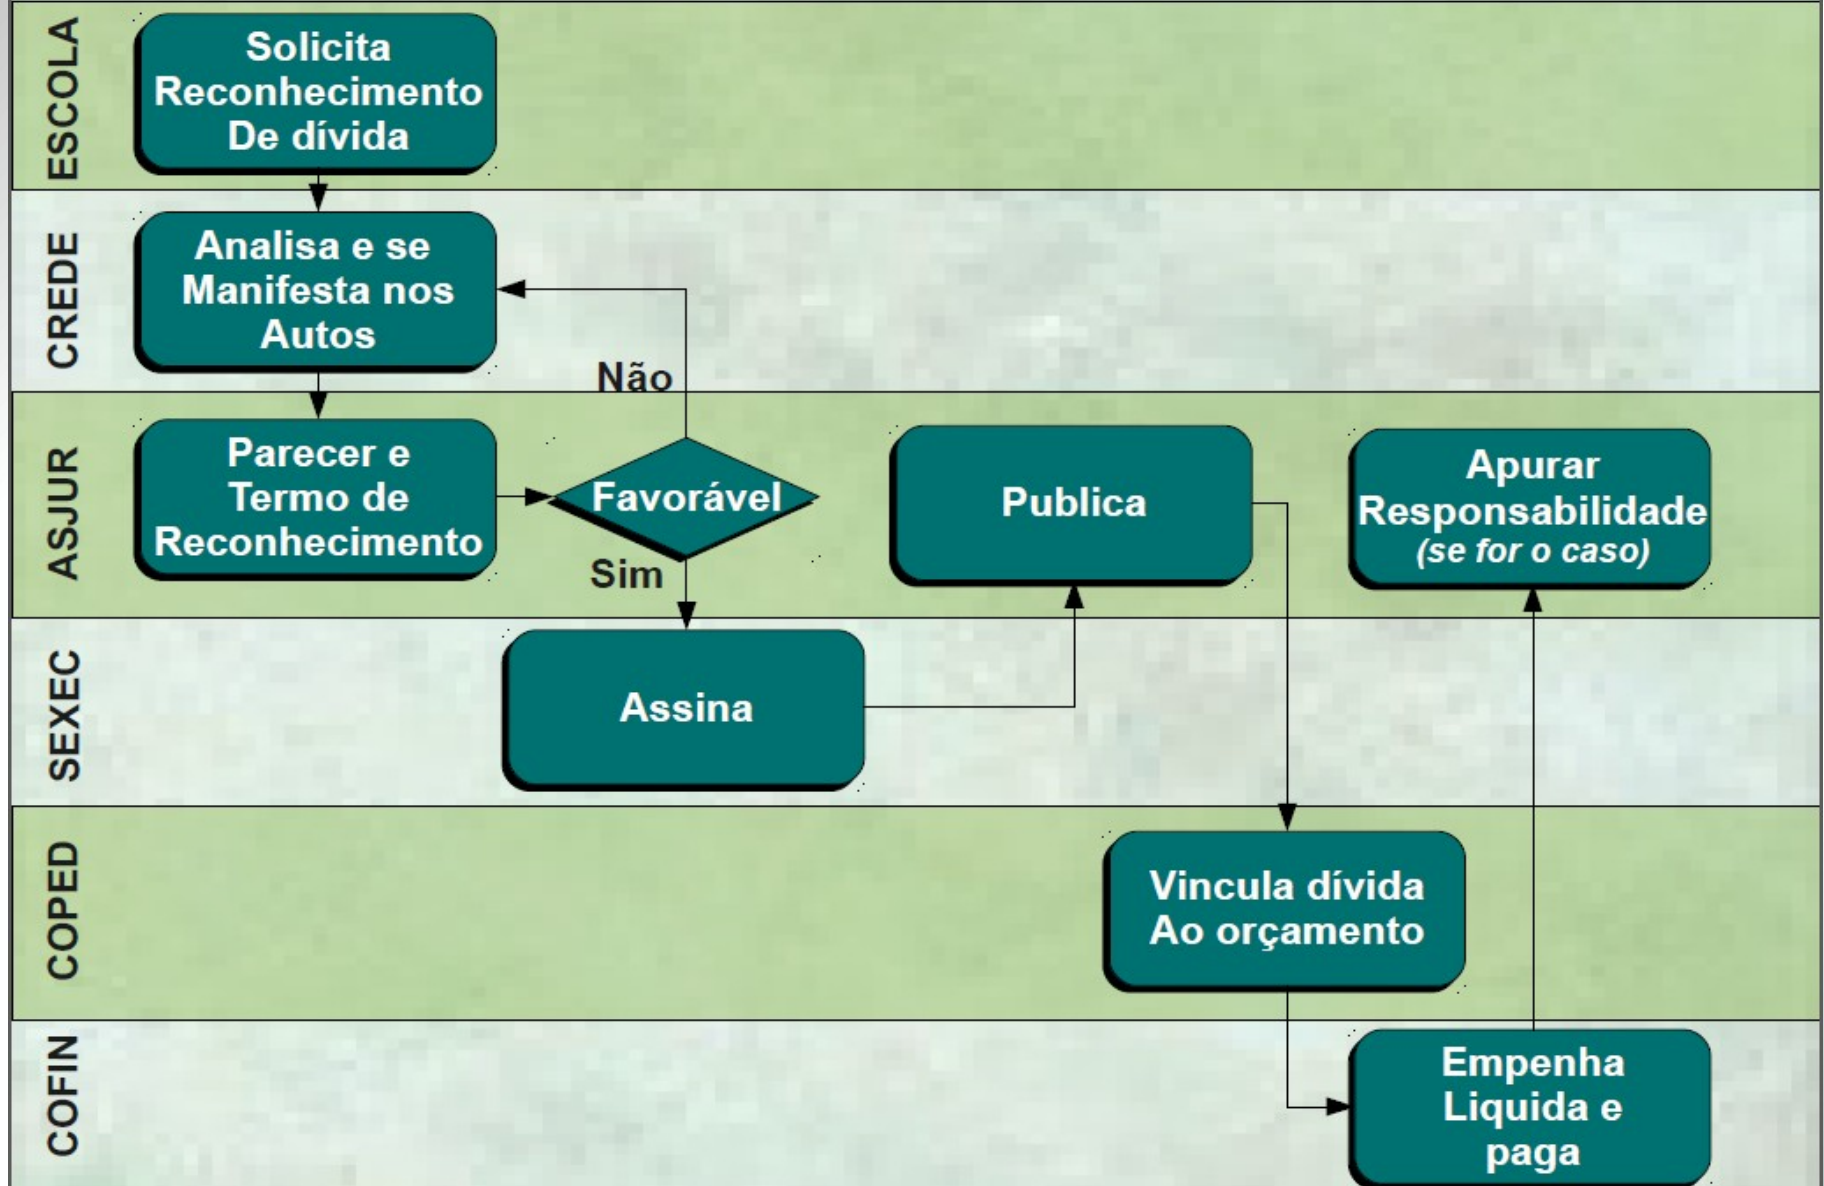 ESCOLA
Solicita
Reconhecimento
De dívida
CREDE
Analisa e se
Manifesta nos
Autos
Não
ASJUR
Parecer e
Termo de
Reconhecimento
Favorável
Sim
Publica
Apurar
Responsabilidade
(se for o caso)
SEXEC
Assina
COPED
Vincula dívida
Ao orçamento
COFIN
Empenha
Liquida e
paga